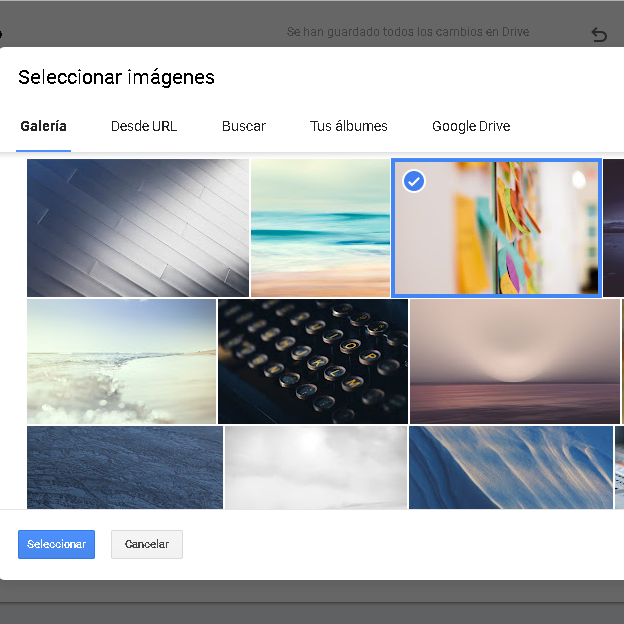 Se han guardado todos los cambios en Drive
Seleccionar imágenes
Galería Desde URL Buscar Tus álbumes Google Drive
I O P
K L M
Seleccionar Cancelar